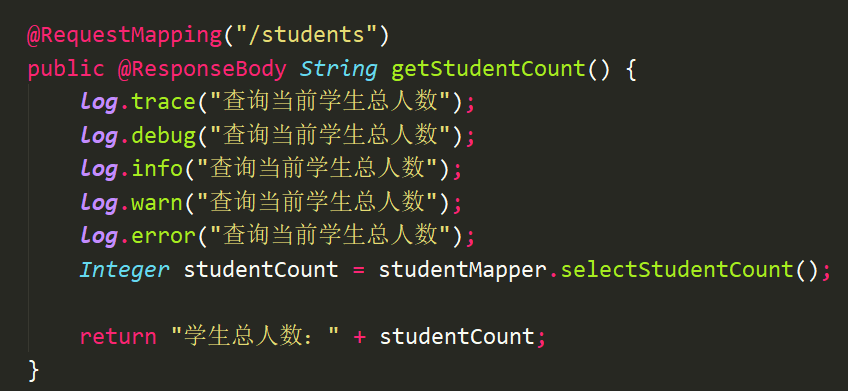 @RequestMapping("/students")
public @ResponseBody String getStudentCount() {
log.trace("查询当前学生总人数");
log.debug("查询当前学生总人数");
log.info("查询当前学生总人数");
log.warn("查询当前学生总人数");
log.error("查询当前学生总人数");
Integer studentCount = studentMapper.selectStudentCount();
return "学生总人数：" + studentCount;
}